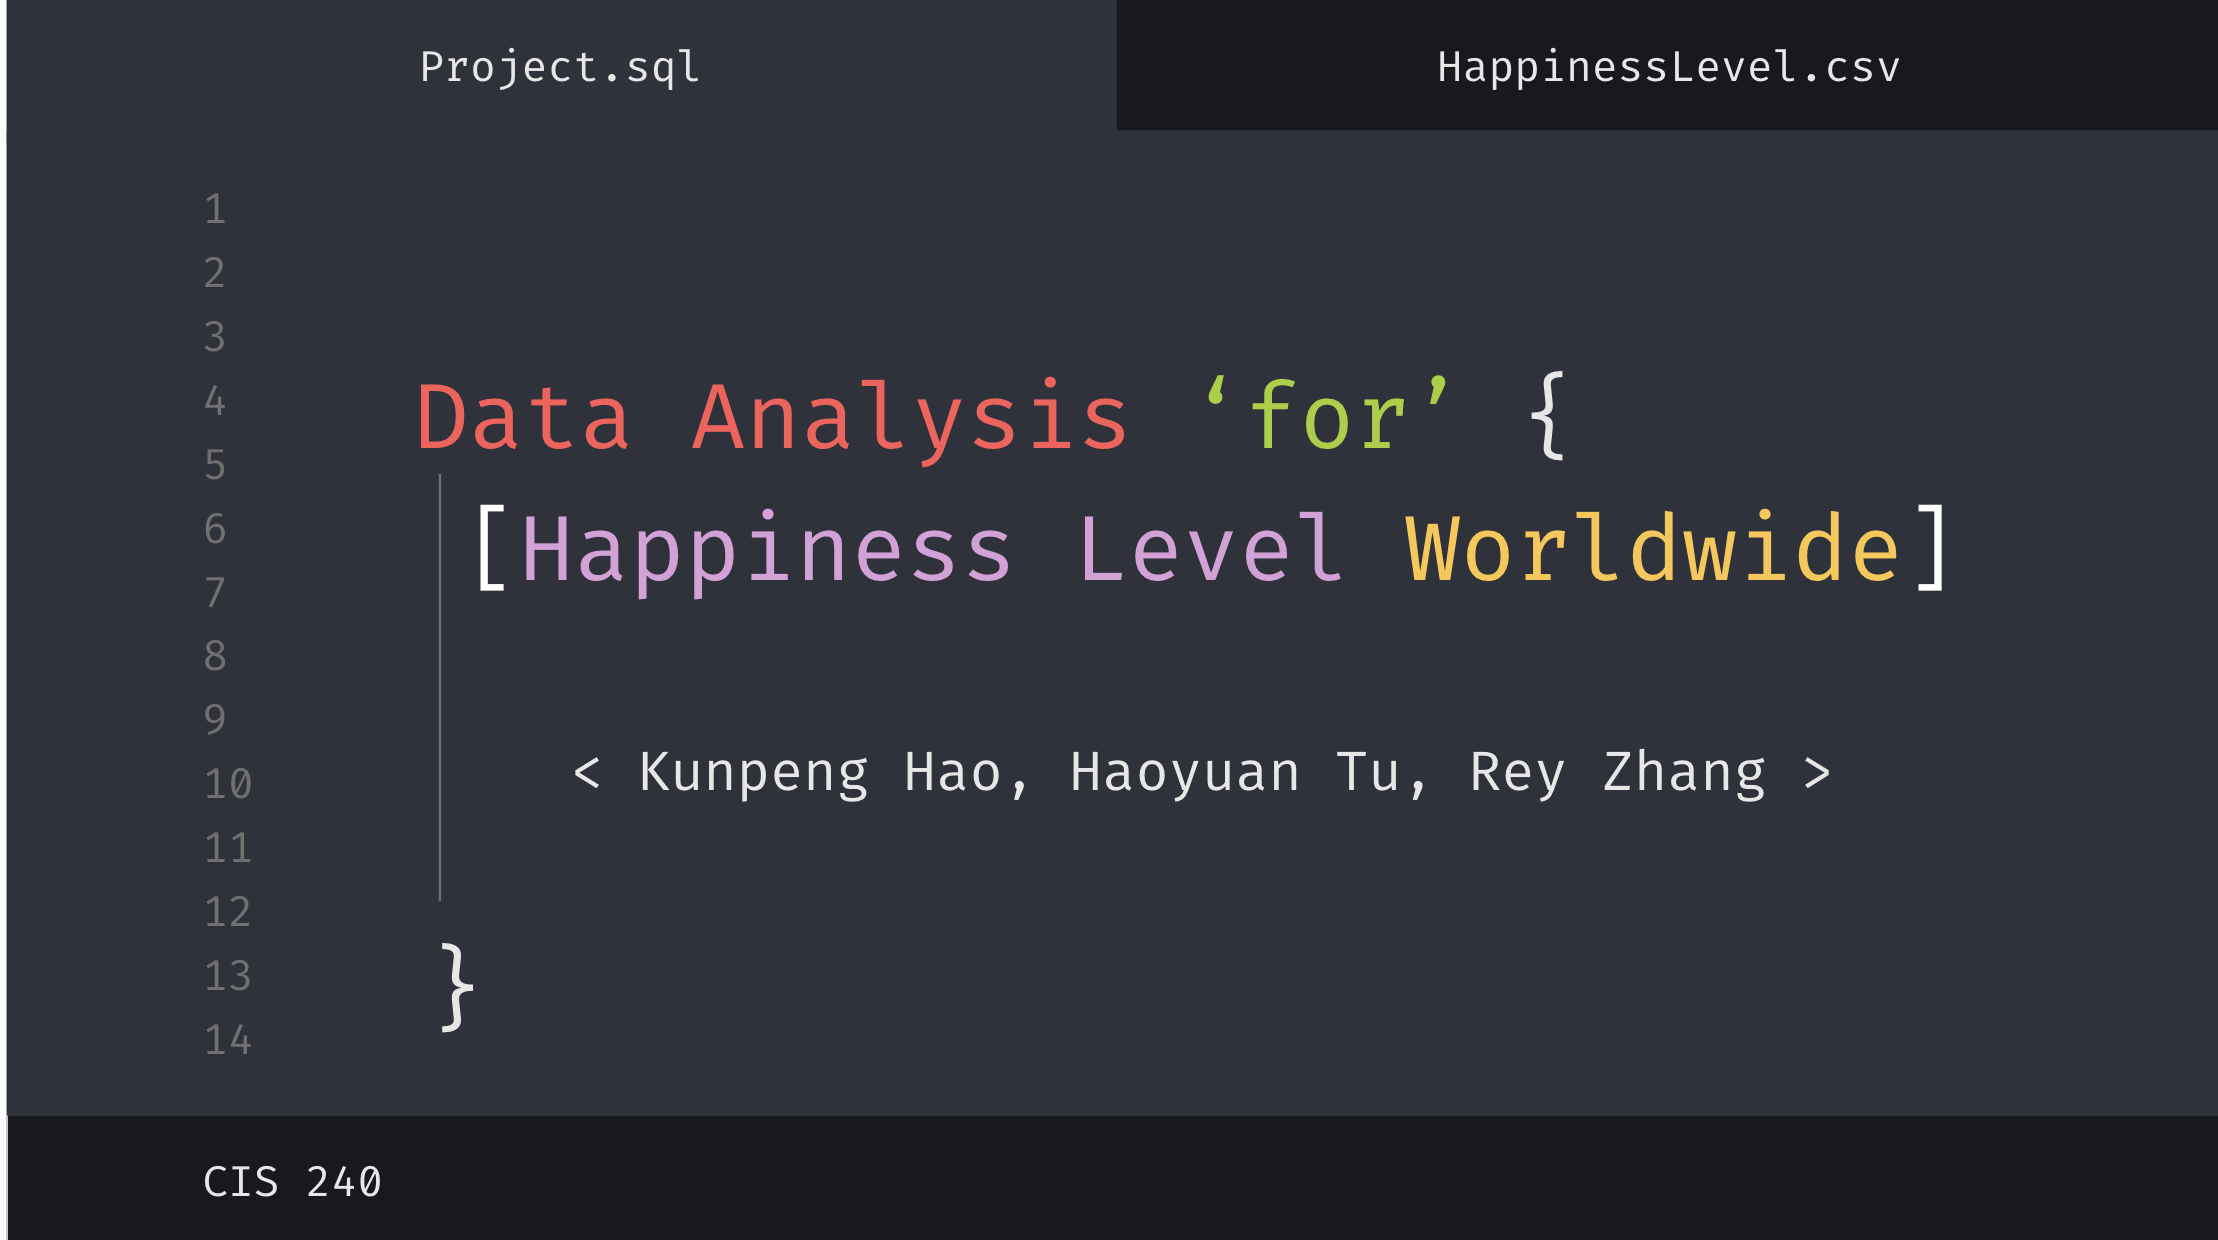 Project.sql HappinessLevel.csv
1
2
3
4 Data Analysis ‘for’ {
5
6 [Happiness Level Worldwide]
7
8
9
10 < Kunpeng Hao, Haoyuan Tu, Rey Zhang >
11
12
13 }
14
CIS 240